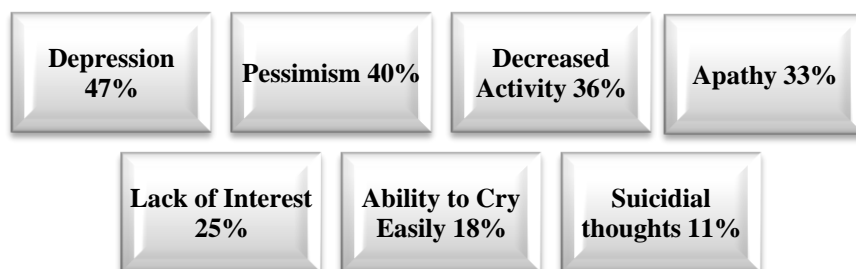 Depression
47%
Pessimism 40%
Decreased
Activity 36%
Apathy 33%
Lack of Interest
25%
Ability to Cry
Easily 18%
Suicidial
thoughts 11%